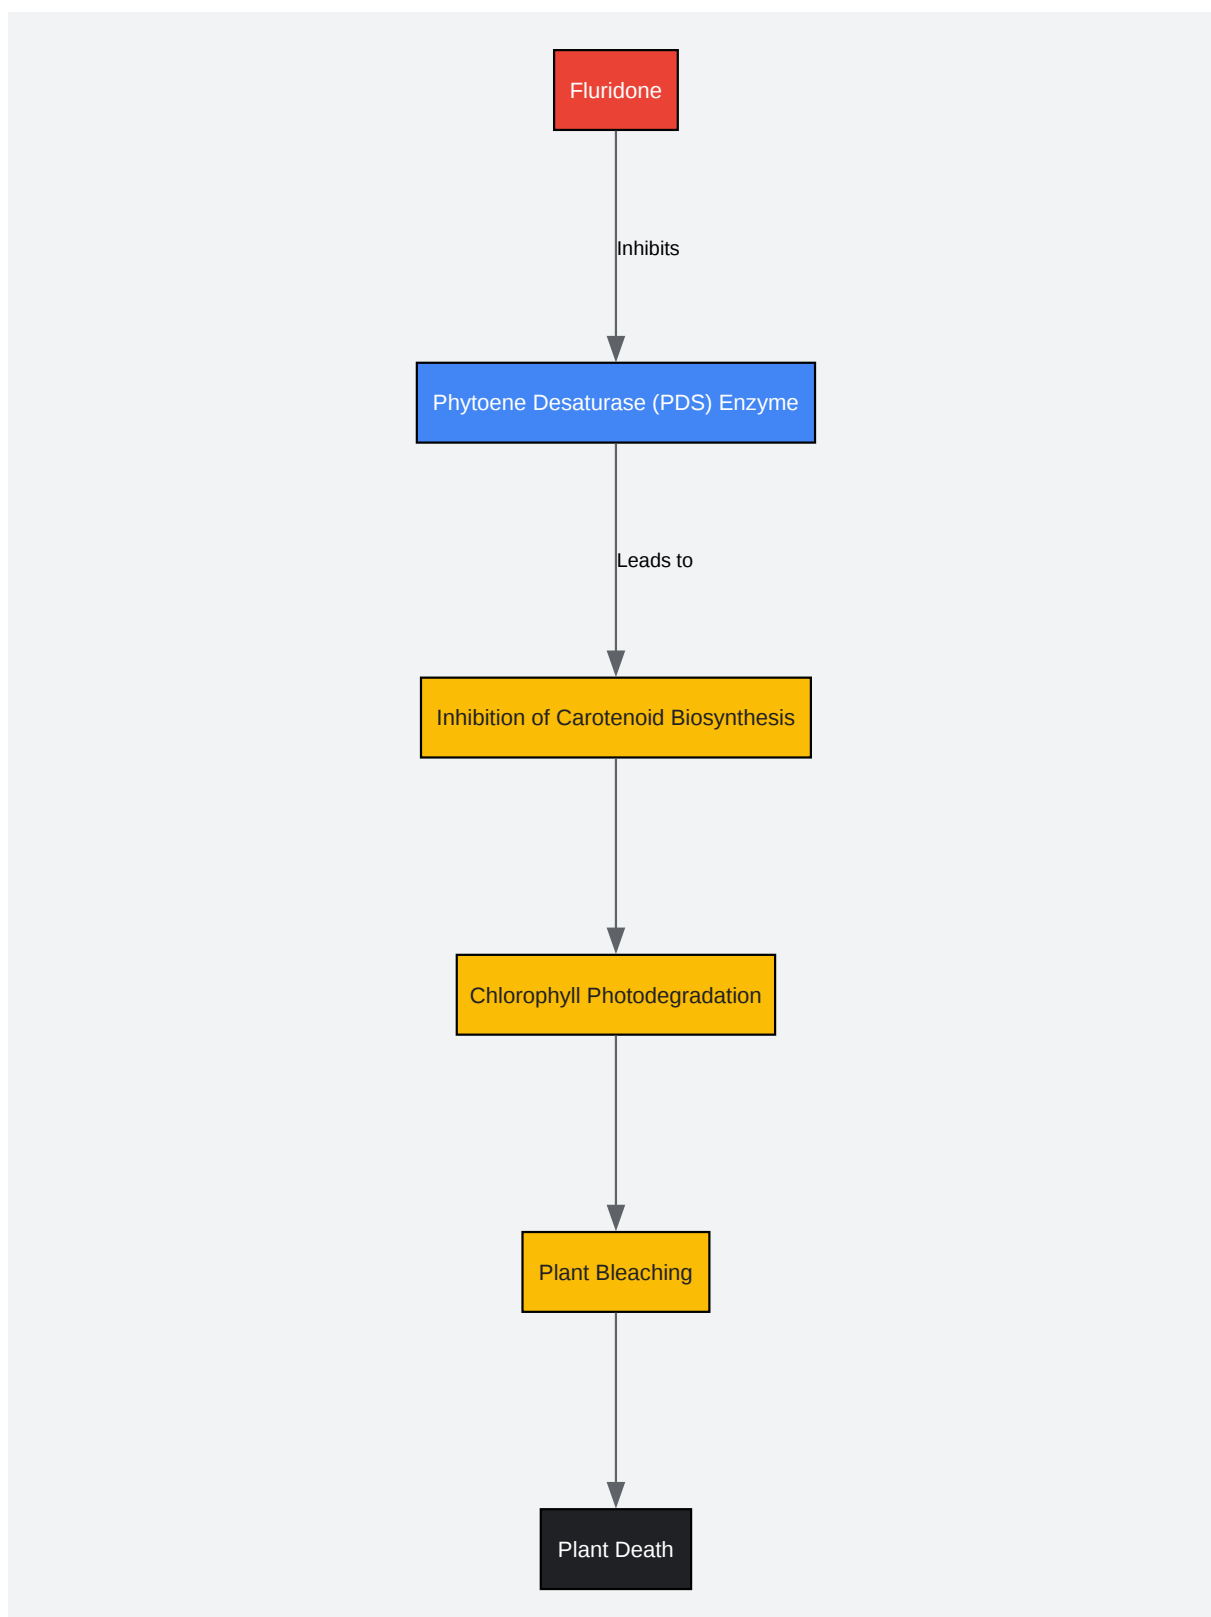 Fluridone
Inhibits
Phytoene Desaturase (PDS) Enzyme
Leads to
Inhibition of Carotenoid Biosynthesis
Chlorophyll Photodegradation
Plant Bleaching
Plant Death